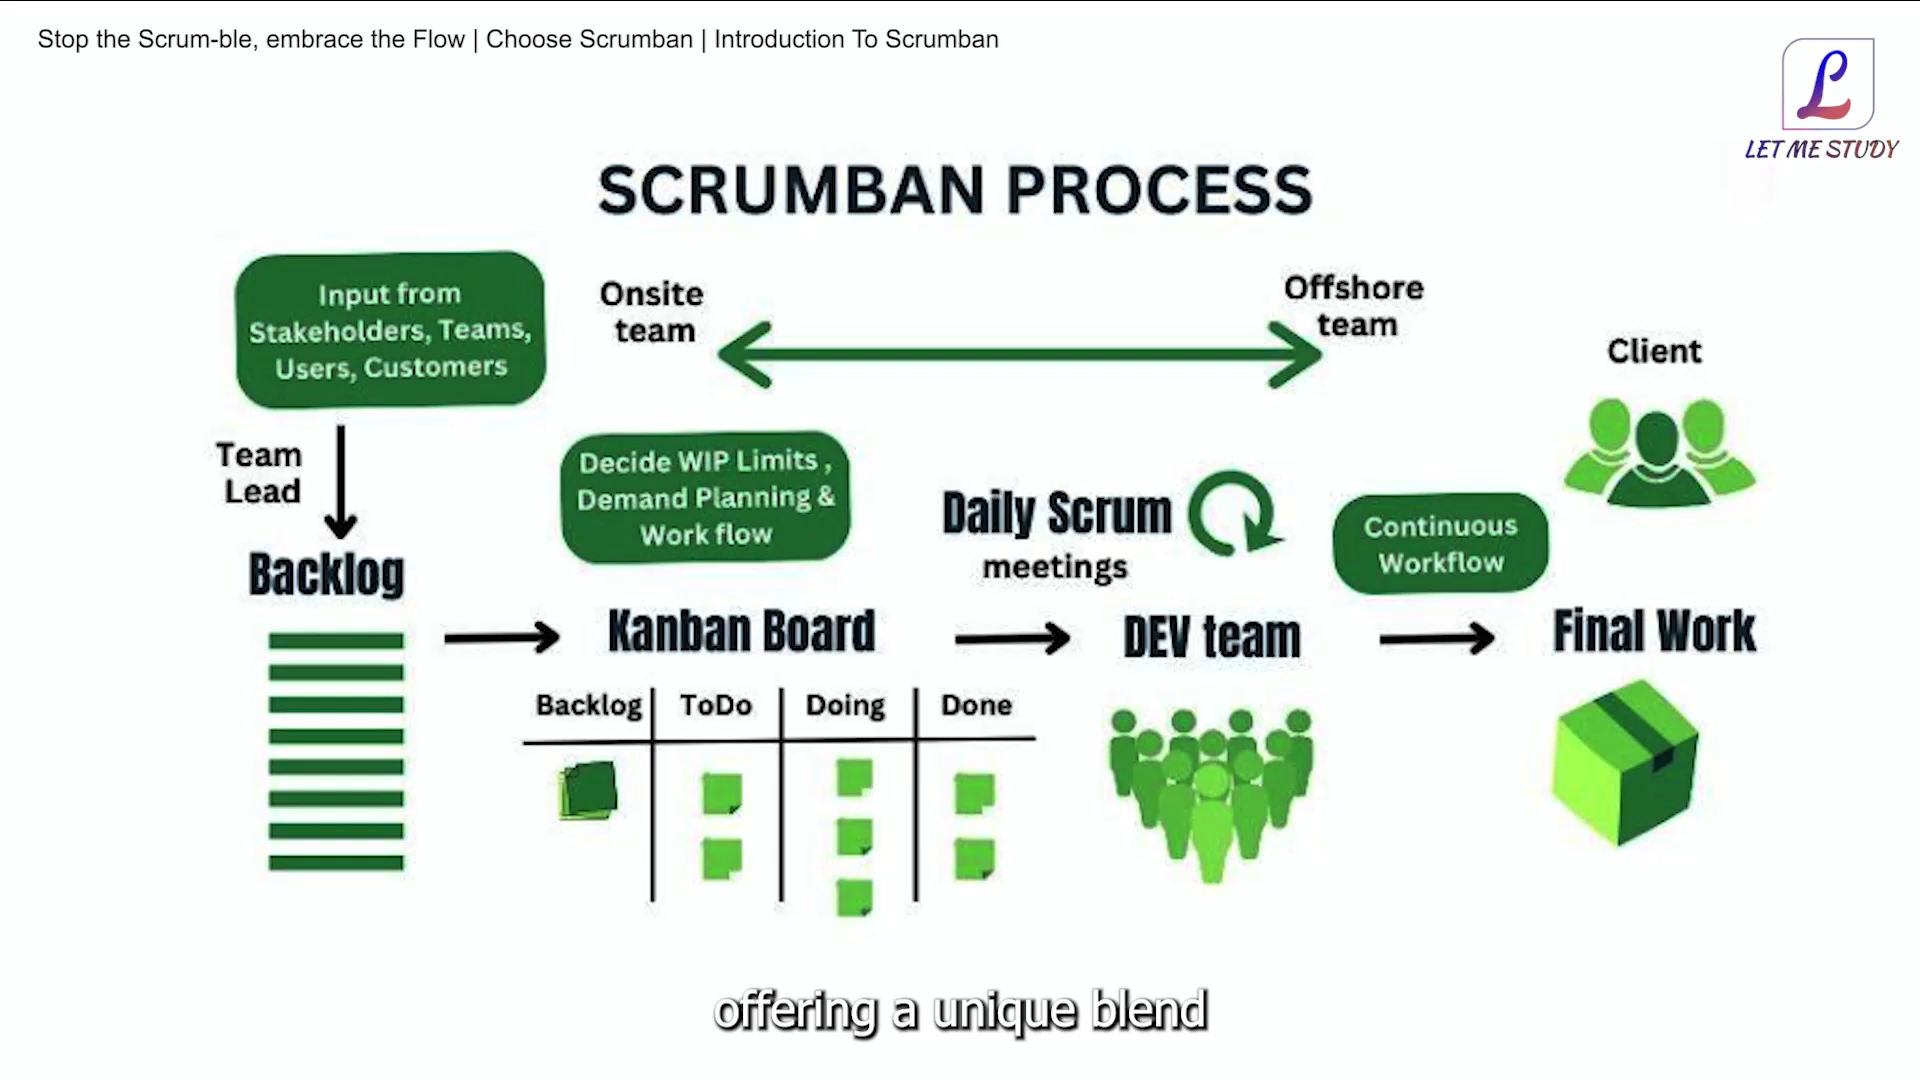 Stop the Scrum-ble, embrace the Flow | Choose Scrumban | Introduction To Scrumban
L
LET ME STUDY
SCRUMBAN PROCESS
Input from
Stakeholders, Teams,
Users, Customers
Onsite
team
Offshore
team
Client
Team
Lead
Decide WIP Limits ,
Demand Planning &
Work flow
Daily Scrum
meetings
Continuous
Workflow
Backlog
Kanban Board
DEV team
Final Work
Backlog
ToDo
Doing
Done
offering a unique blend